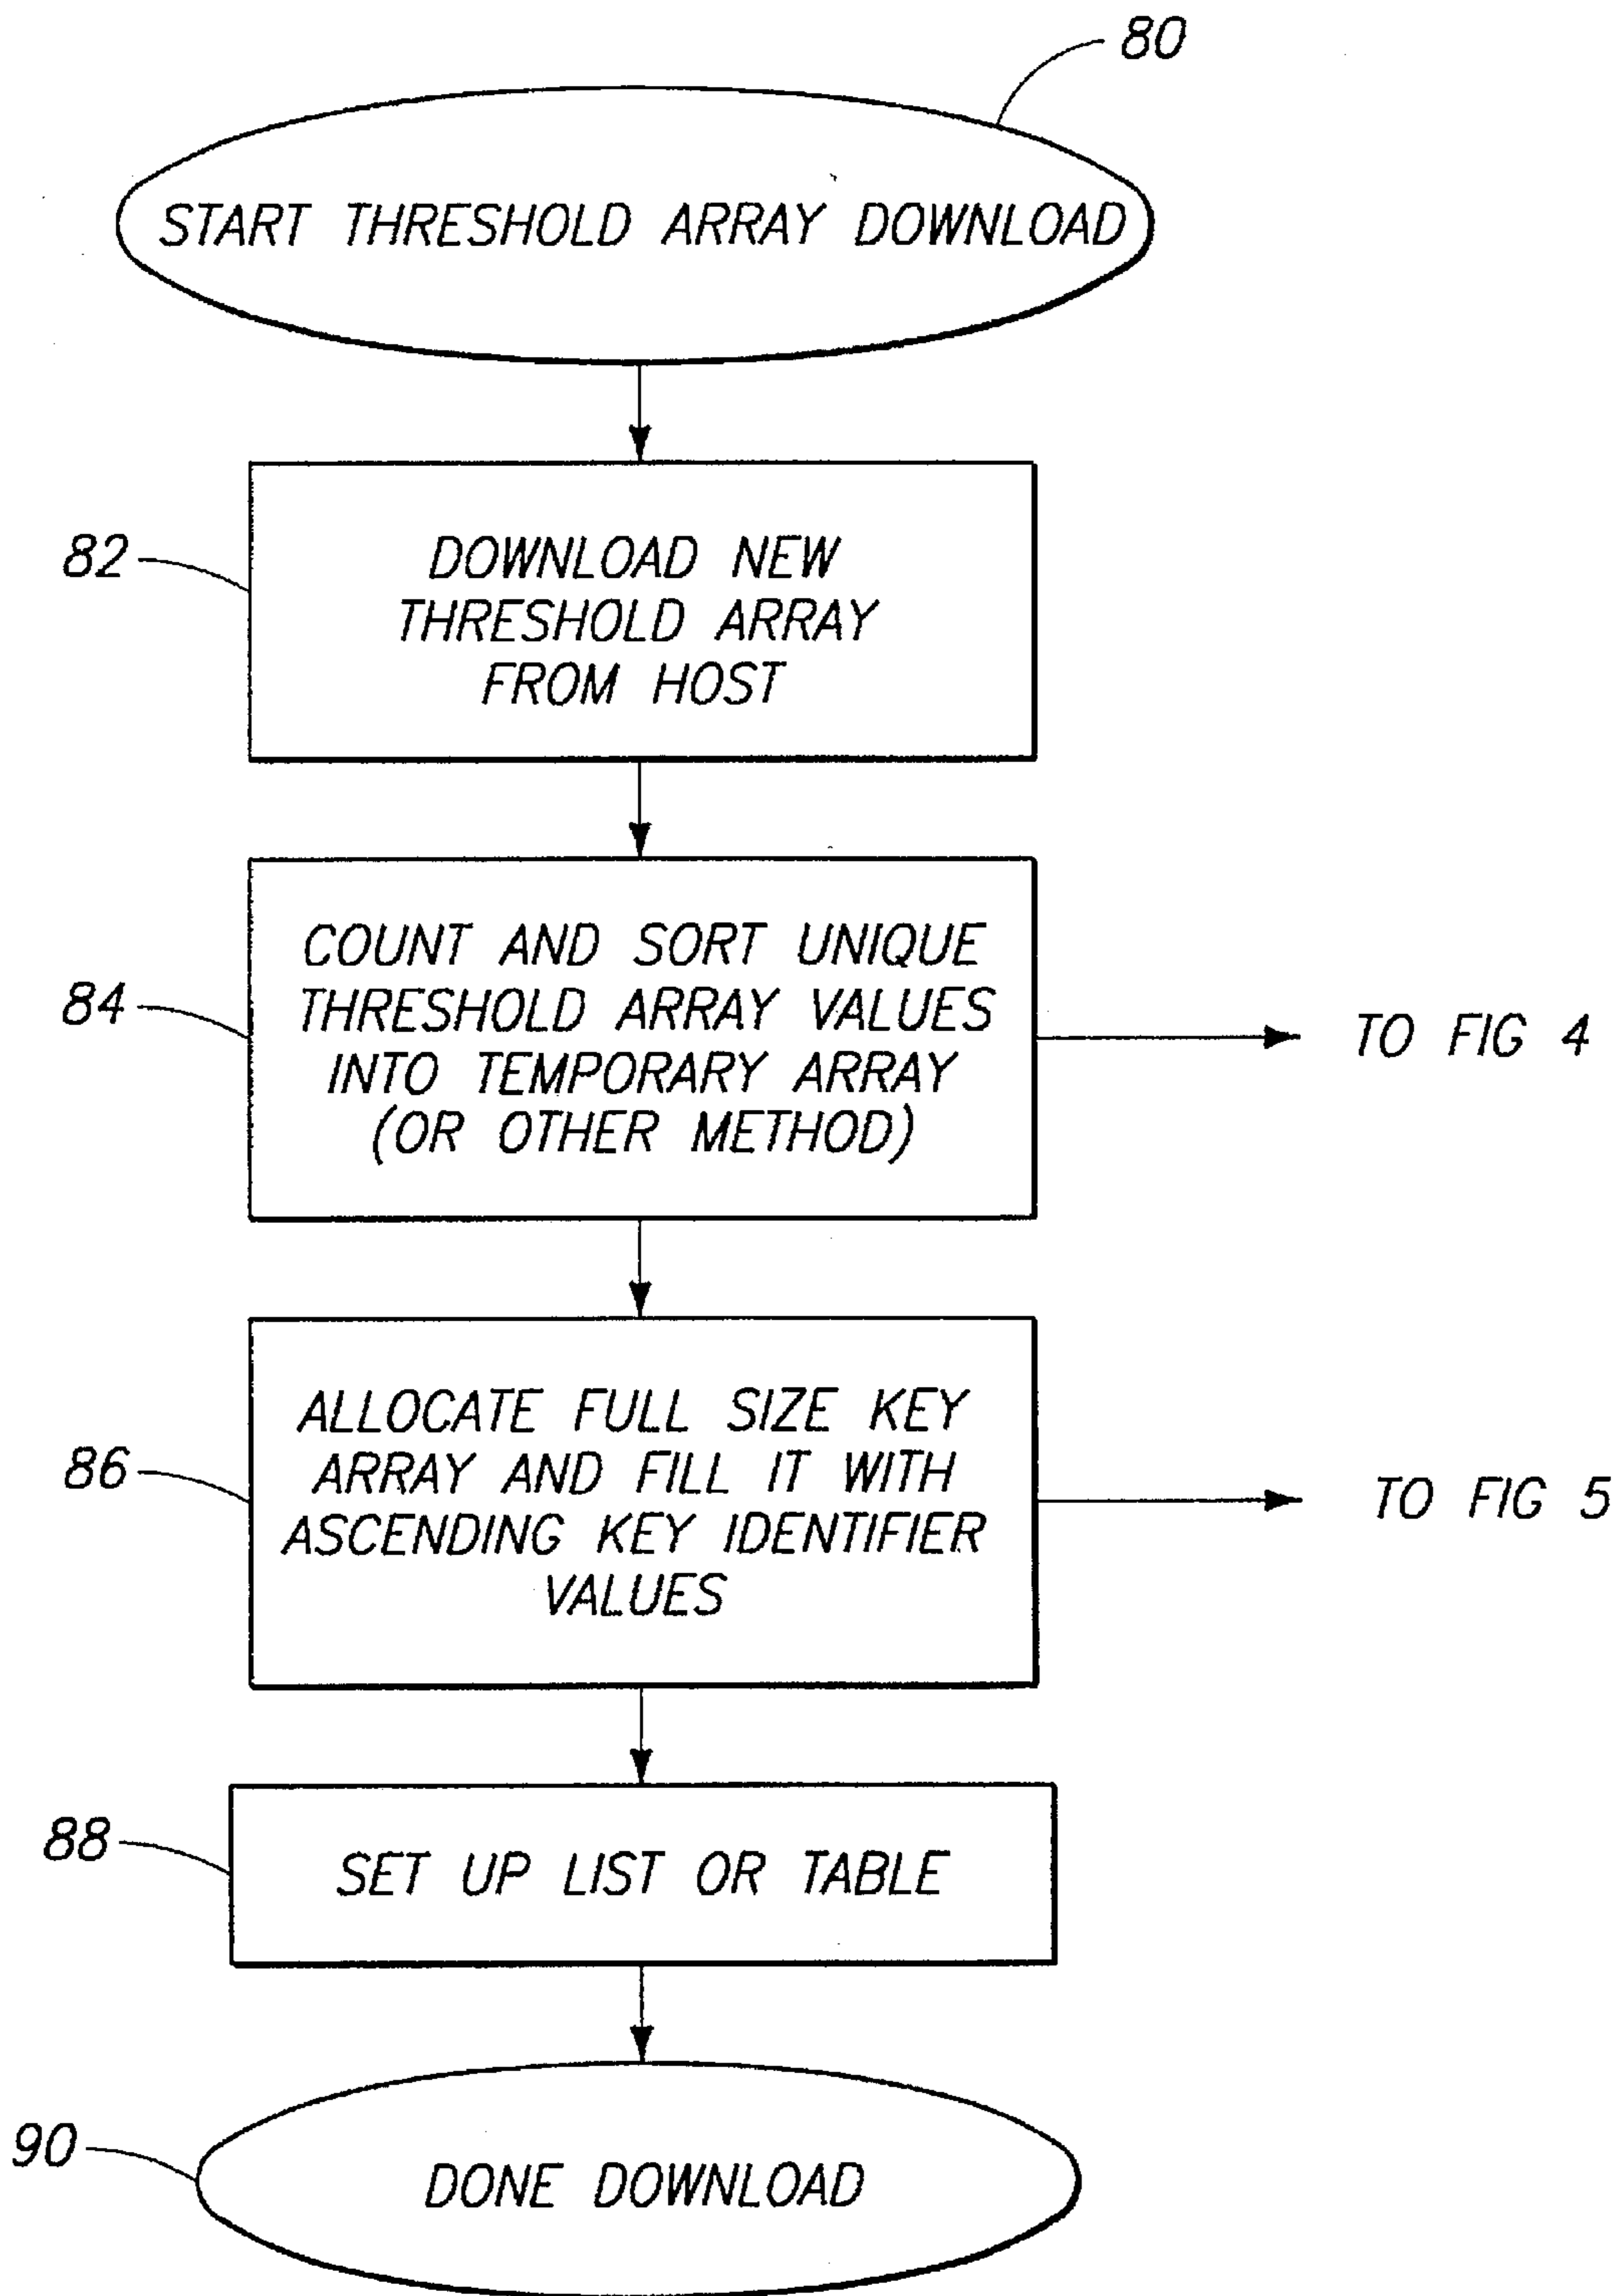 80
START THRESHOLD ARRAY DOWNLOAD
82
DOWNLOAD NEW
THRESHOLD ARRAY
FROM HOST
84
COUNT AND SORT UNIQUE
THRESHOLD ARRAY VALUES
INTO TEMPORARY ARRAY
(OR OTHER METHOD)
TO FIG 4
86
ALLOCATE FULL SIZE KEY
ARRAY AND FILL IT WITH
ASCENDING KEY IDENTIFIER
VALUES
TO FIG 5
88
SET UP LIST OR TABLE
90
DONE DOWNLOAD